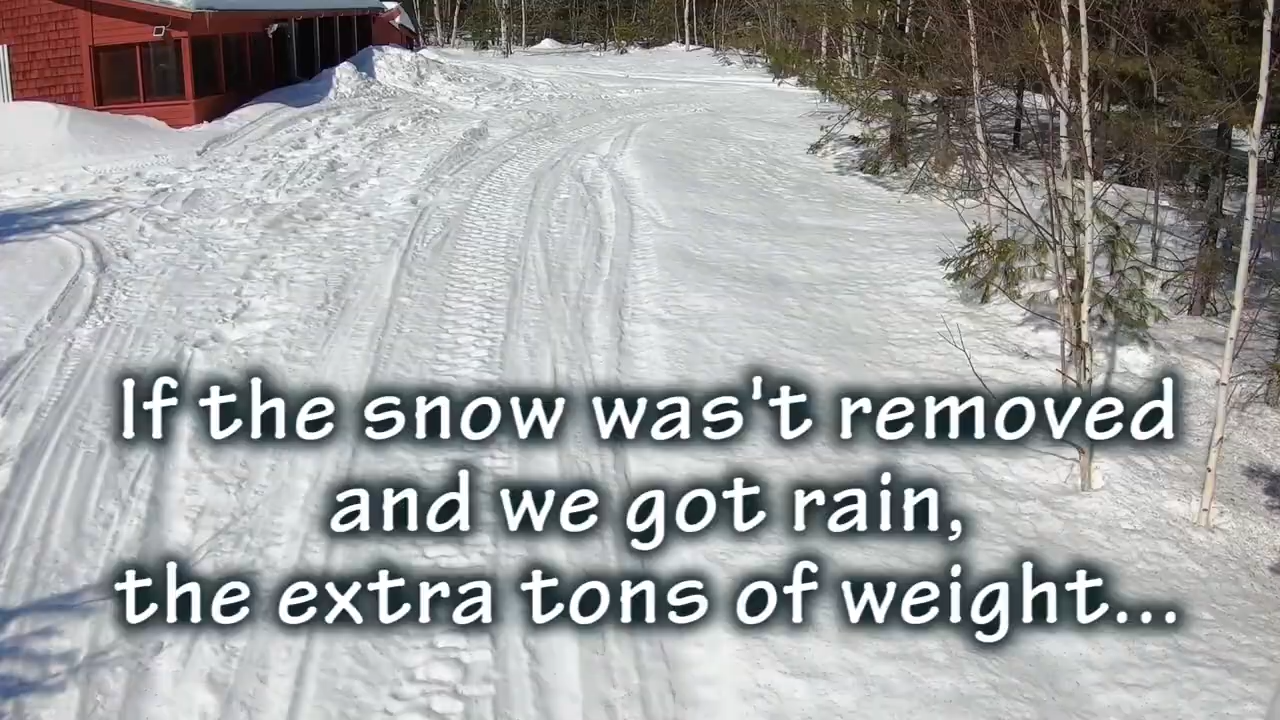 If the snow was't removed
and we got rain,
the extra tons of weight...